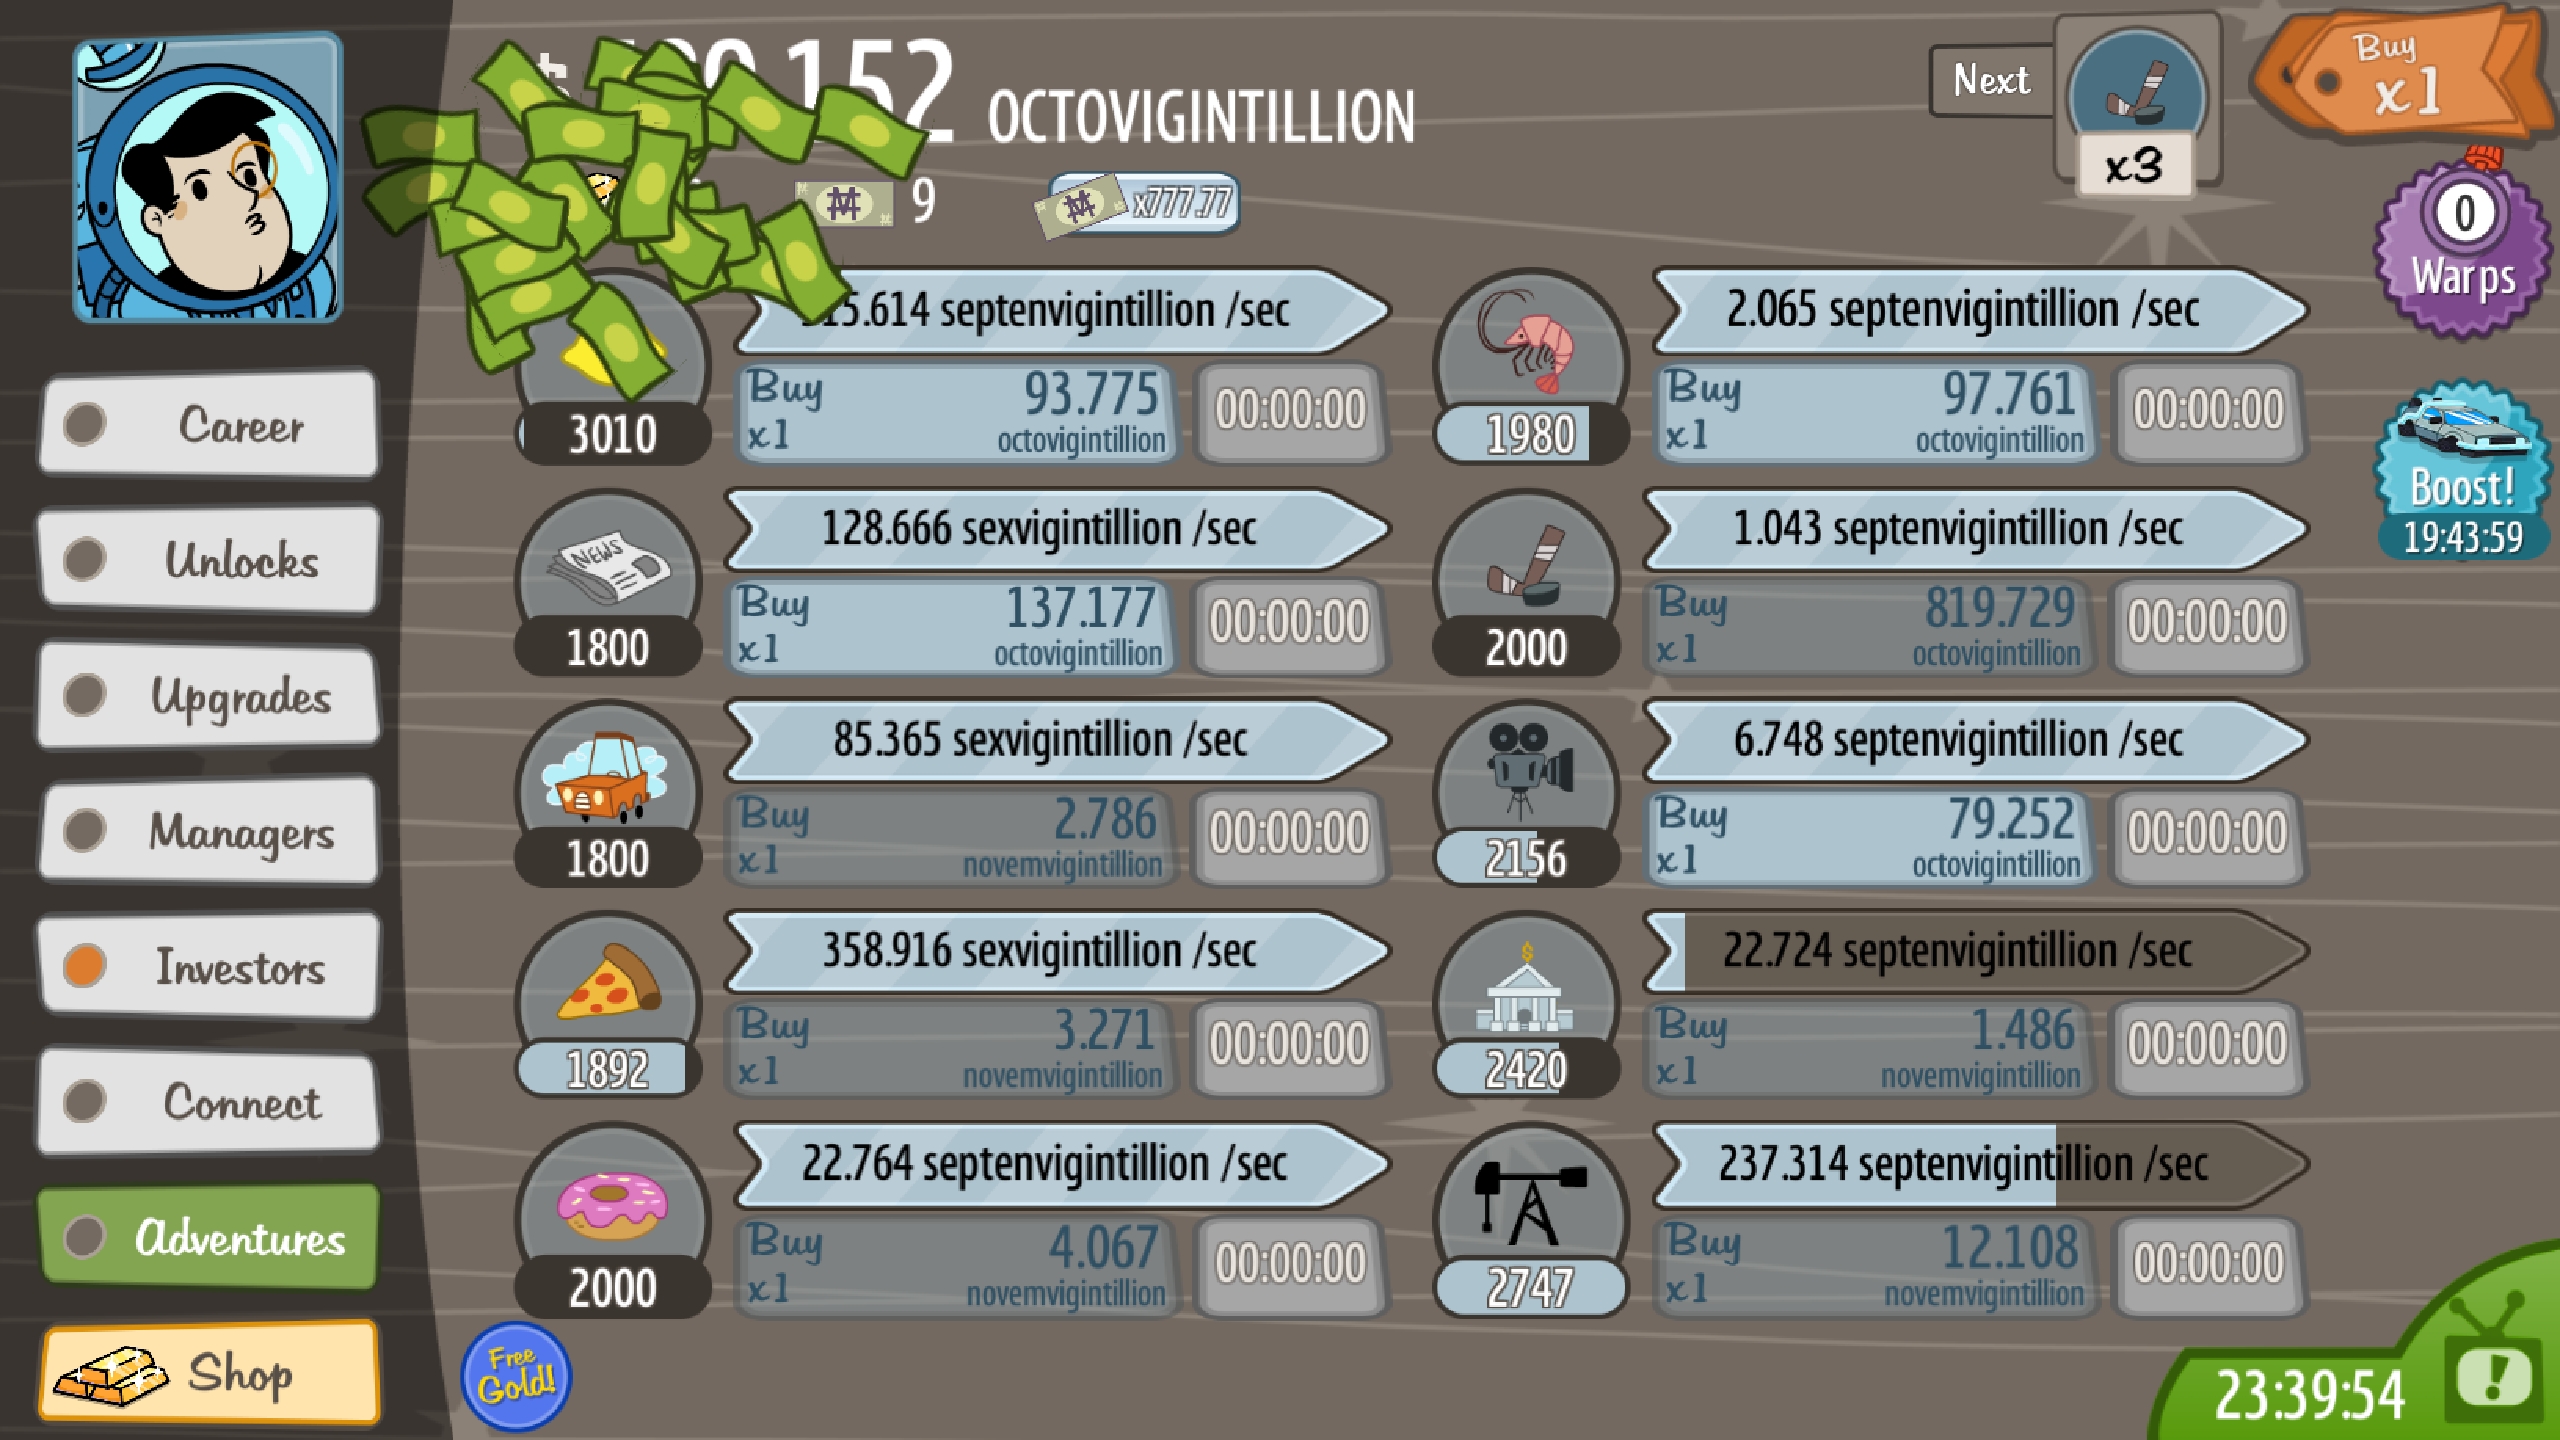 152 OCTOVIGINTILLION
Next
x3
Buy
x1
9
x777.77
0
Warps
15.614 septenvigintillion /sec
Buy
x1
93.775
octovigintillion
00:00:00
3010
2.065 septenvigintillion /sec
Buy
x1
97.761
octovigintillion
00:00:00
1980
Boost!
19:43:59
Career
Unlocks
Upgrades
Managers
Investors
Connect
Adventures
Shop
NEWS
128.666 sexvigintillion /sec
Buy
x1
137.177
octovigintillion
00:00:00
1800
1.043 septenvigintillion /sec
Buy
x1
819.729
octovigintillion
00:00:00
2000
85.365 sexvigintillion /sec
Buy
x1
2.786
novemvigintillion
00:00:00
1800
6.748 septenvigintillion /sec
Buy
x1
79.252
octovigintillion
00:00:00
2156
358.916 sexvigintillion /sec
Buy
x1
3.271
novemvigintillion
00:00:00
1892
$
22.724 septenvigintillion /sec
Buy
x1
1.486
novemvigintillion
00:00:00
2420
22.764 septenvigintillion /sec
Buy
x1
4.067
novemvigintillion
00:00:00
2000
237.314 septenvigintillion /sec
Buy
x1
12.108
novemvigintillion
00:00:00
2747
Free
Gold!
23:39:54
!